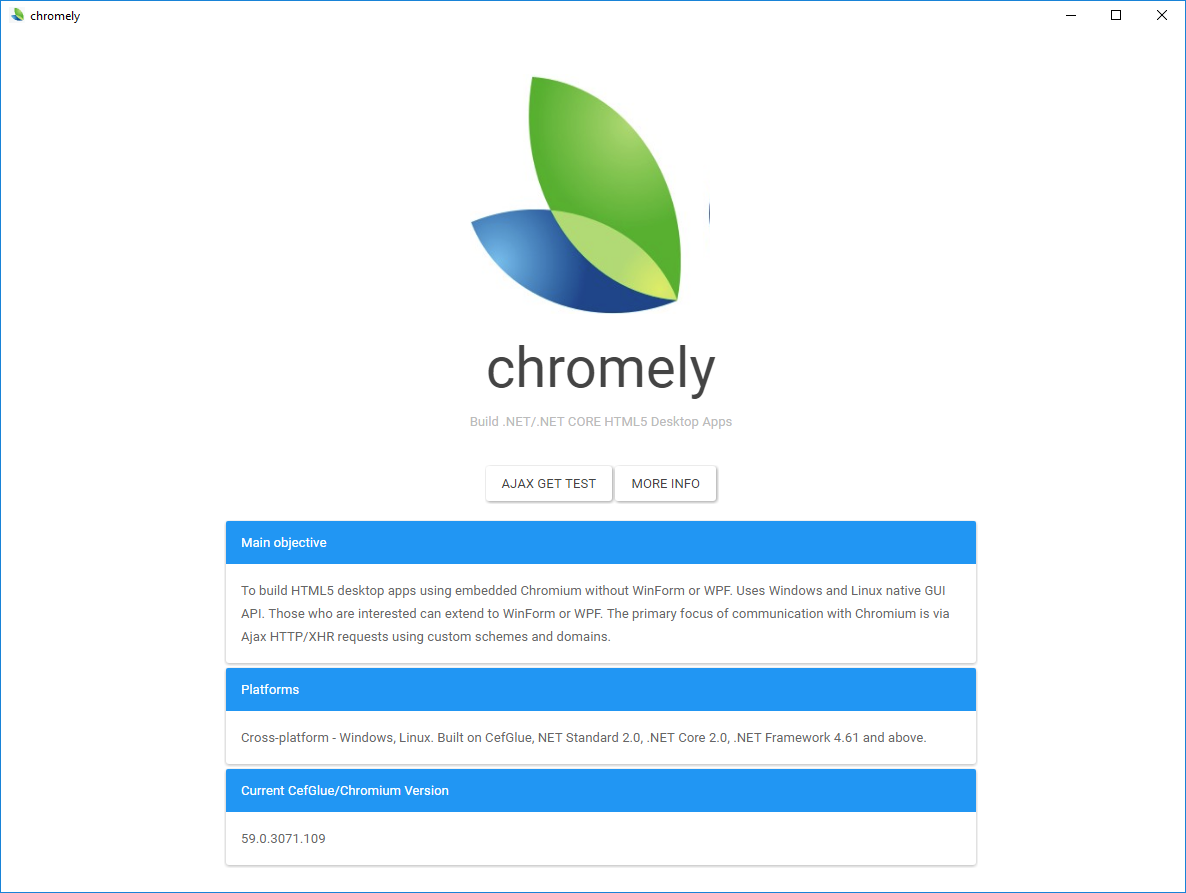 chromely
chromely
Build .NET/.NET CORE HTML5 Desktop Apps
AJAX GET TEST
MORE INFO
Main objective
To build HTML5 desktop apps using embedded Chromium without WinForm or WPF. Uses Windows and Linux native GUI
API. Those who are interested can extend to WinForm or WPF. The primary focus of communication with Chromium is via
Ajax HTTP/XHR requests using custom schemes and domains.
Platforms
Cross-platform - Windows, Linux. Built on CefGlue, NET Standard 2.0, .NET Core 2.0, .NET Framework 4.61 and above.
Current CefGlue/Chromium Version
59.0.3071.109